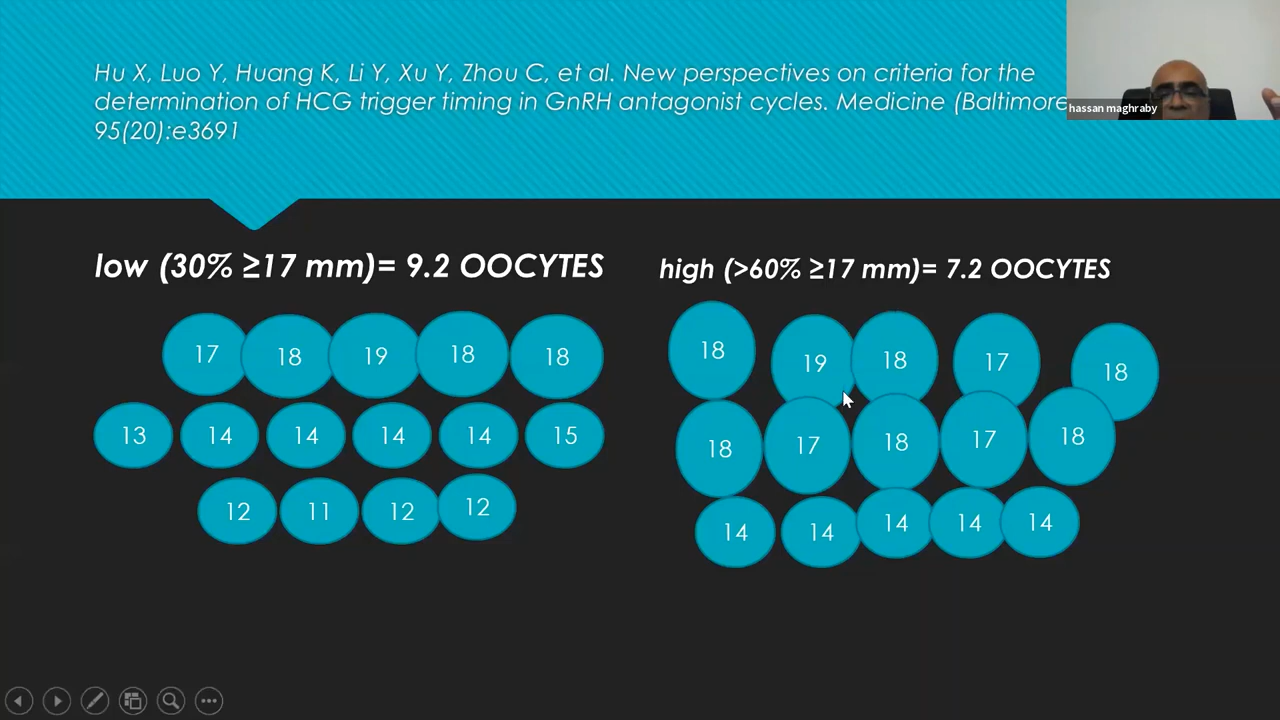 Hu X, Luo Y, Huang K, Li Y, Xu Y, Zhou C, et al. New perspectives on criteria for the
determination of HCG trigger timing in GnRH antagonist cycles. Medicine (Baltimore
95(20):e3691
hassan maghraby
low (30% ≥17 mm)= 9.2 OOCYTES
17 18 19 18 18
13 14 14 14 14 15
12 11 12 12
high (>60% ≥17 mm)= 7.2 OOCYTES
18 19 18 17 18
18 17 18 17 18
14 14 14 14 14